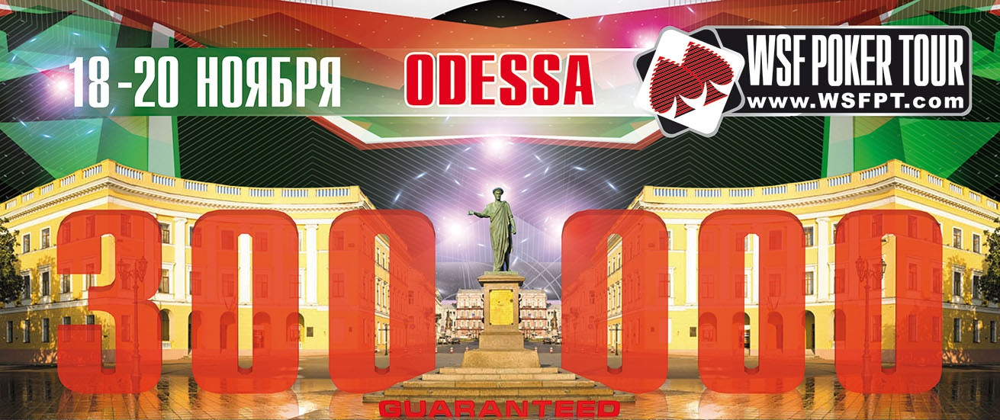 18-20 НОЯБРЯ
ODESSA
WSF POKER TOUR
www.WSFPT.com
300 000
GUARANTEED